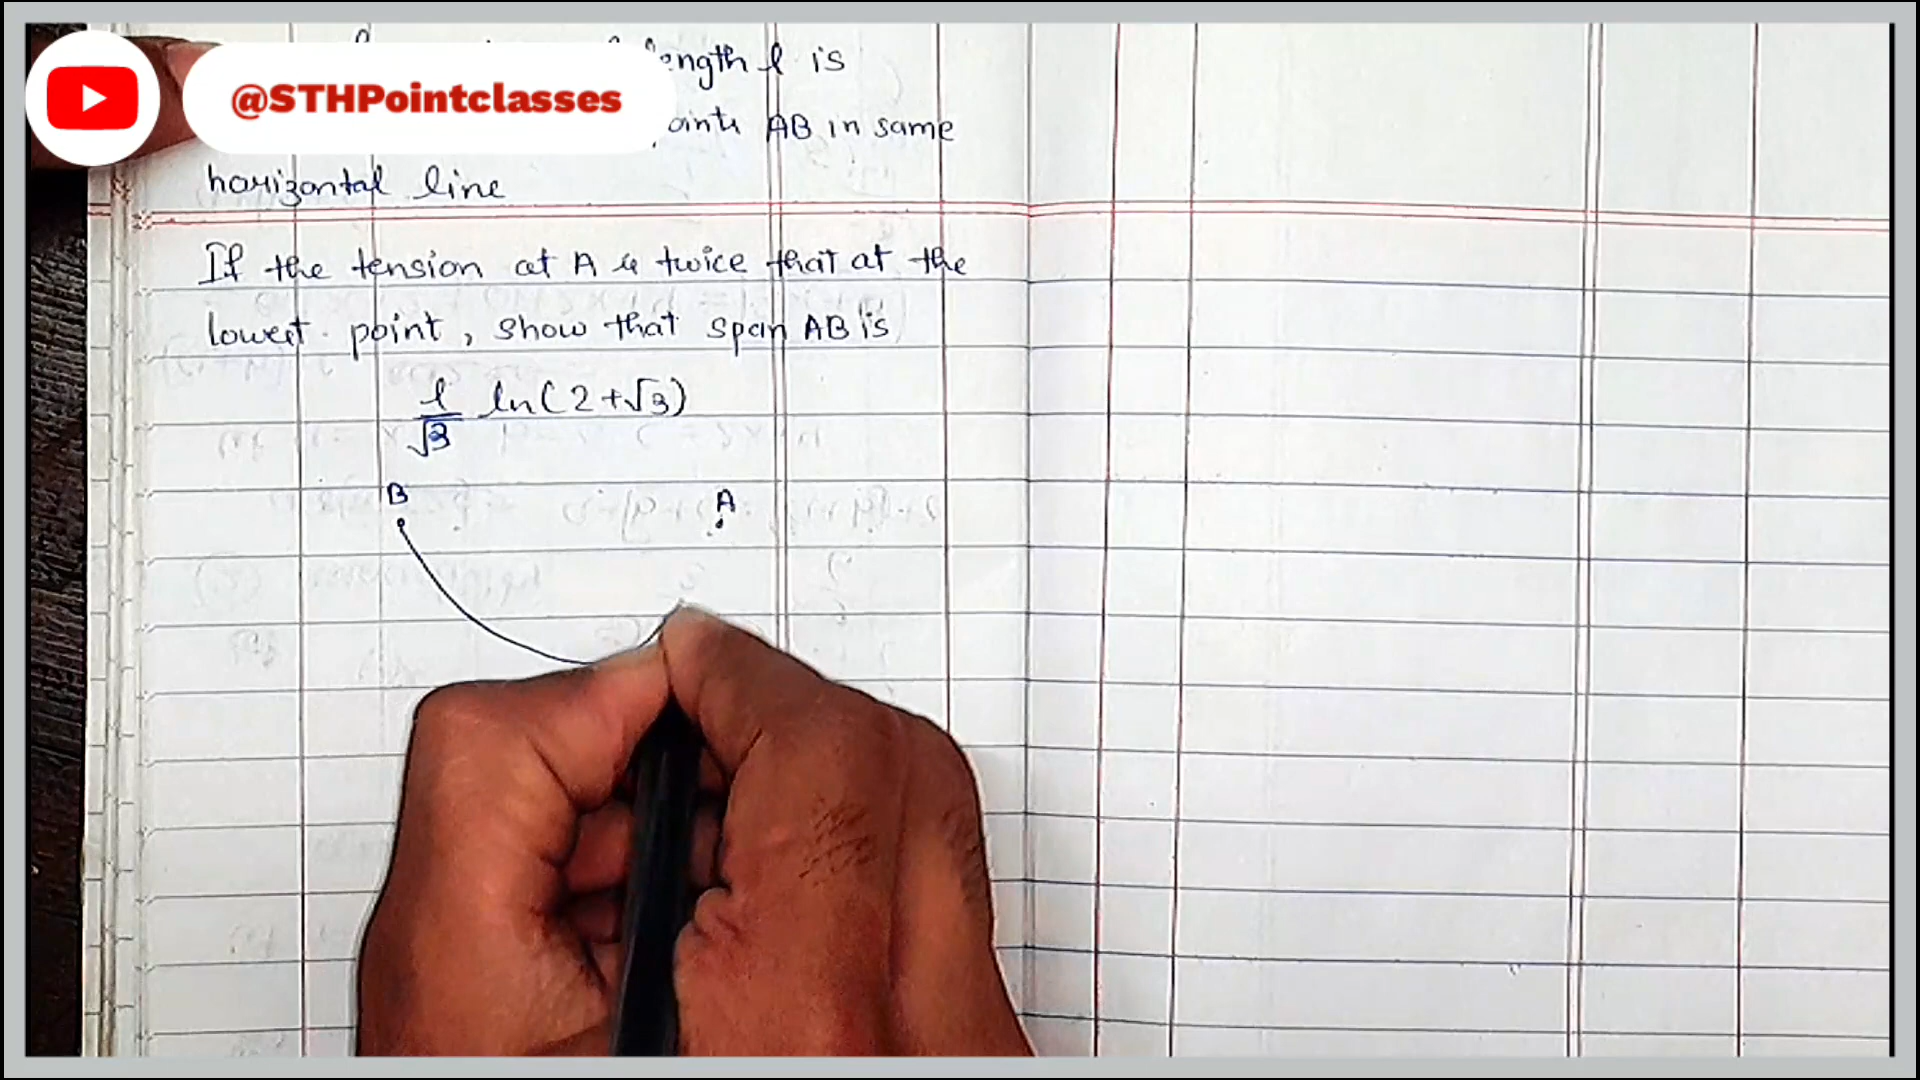 @STHPointclasses
length l is
points AB in same
horizontal line
If the tension at A is twice that at the
lowest point, show that span AB is
l/√3 ln(2+√3)
B A